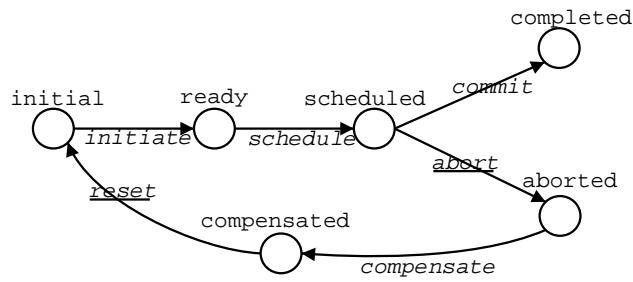 completed
commit
initial
ready
scheduled
initiate
schedule
abort
aborted
reset
compensated
compensate